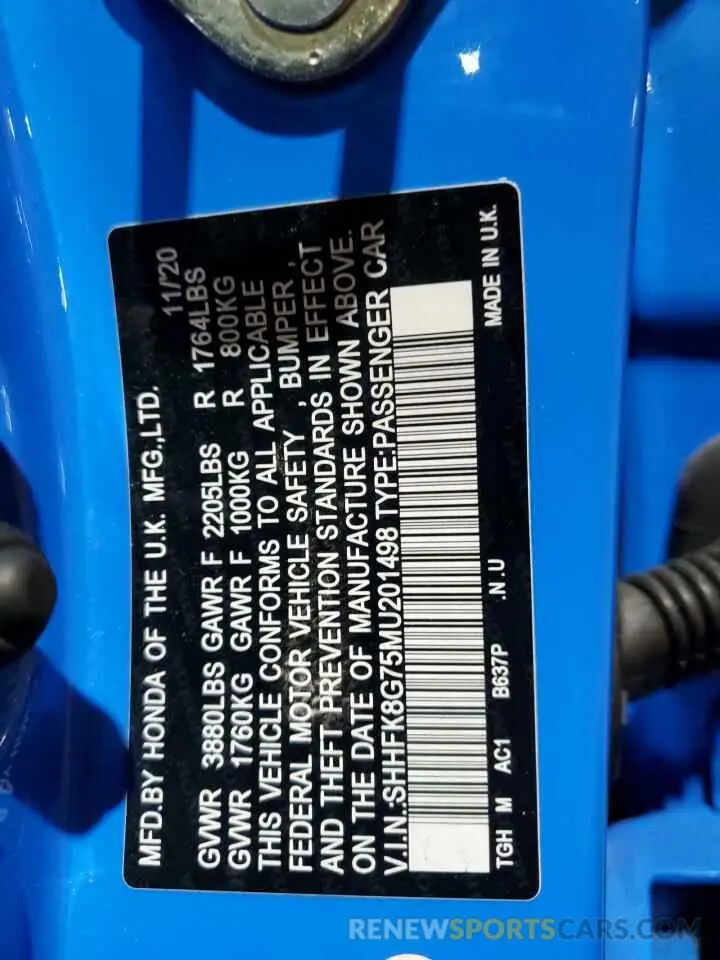 MFD.BY HONDA OF THE U.K. MFG.,LTD. 11/20
GVWR 3880LBS GAWR F 2205LBS R 1764LBS
GVWR 1760KG GAWR F 1000KG R 800KG
THIS VEHICLE CONFORMS TO ALL APPLICABLE
FEDERAL MOTOR VEHICLE SAFETY , BUMPER ,
AND THEFT PREVENTION STANDARDS IN EFFECT
ON THE DATE OF MANUFACTURE SHOWN ABOVE.
V.I.N.:SHHFK8G75MU201498 TYPE:PASSENGER CAR
TGH M AC1 B637P .N.U MADE IN U.K.
RENEWSPORTSCARS.COM